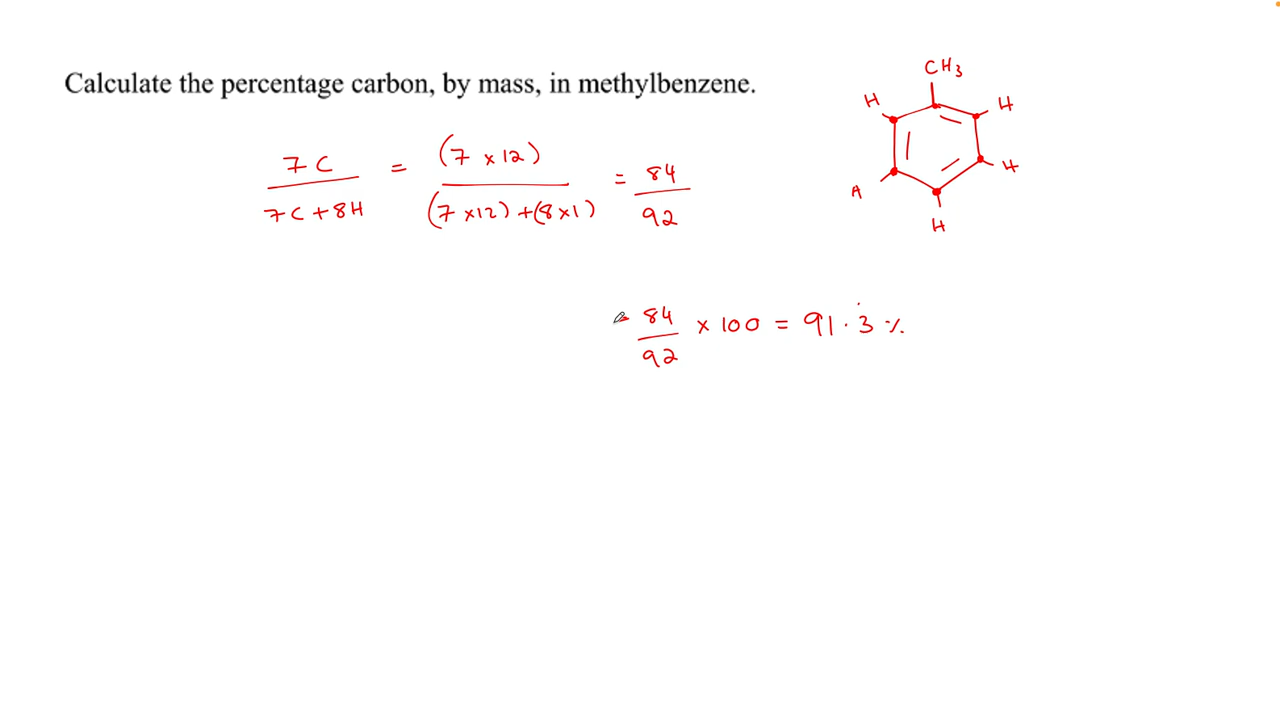 Calculate the percentage carbon, by mass, in methylbenzene.
CH3
H H
7C / 7C + 8H = (7 x 12) / (7 x 12) + (8 x 1) = 84 / 92
A H
H
84 / 92 x 100 = 91.3 %